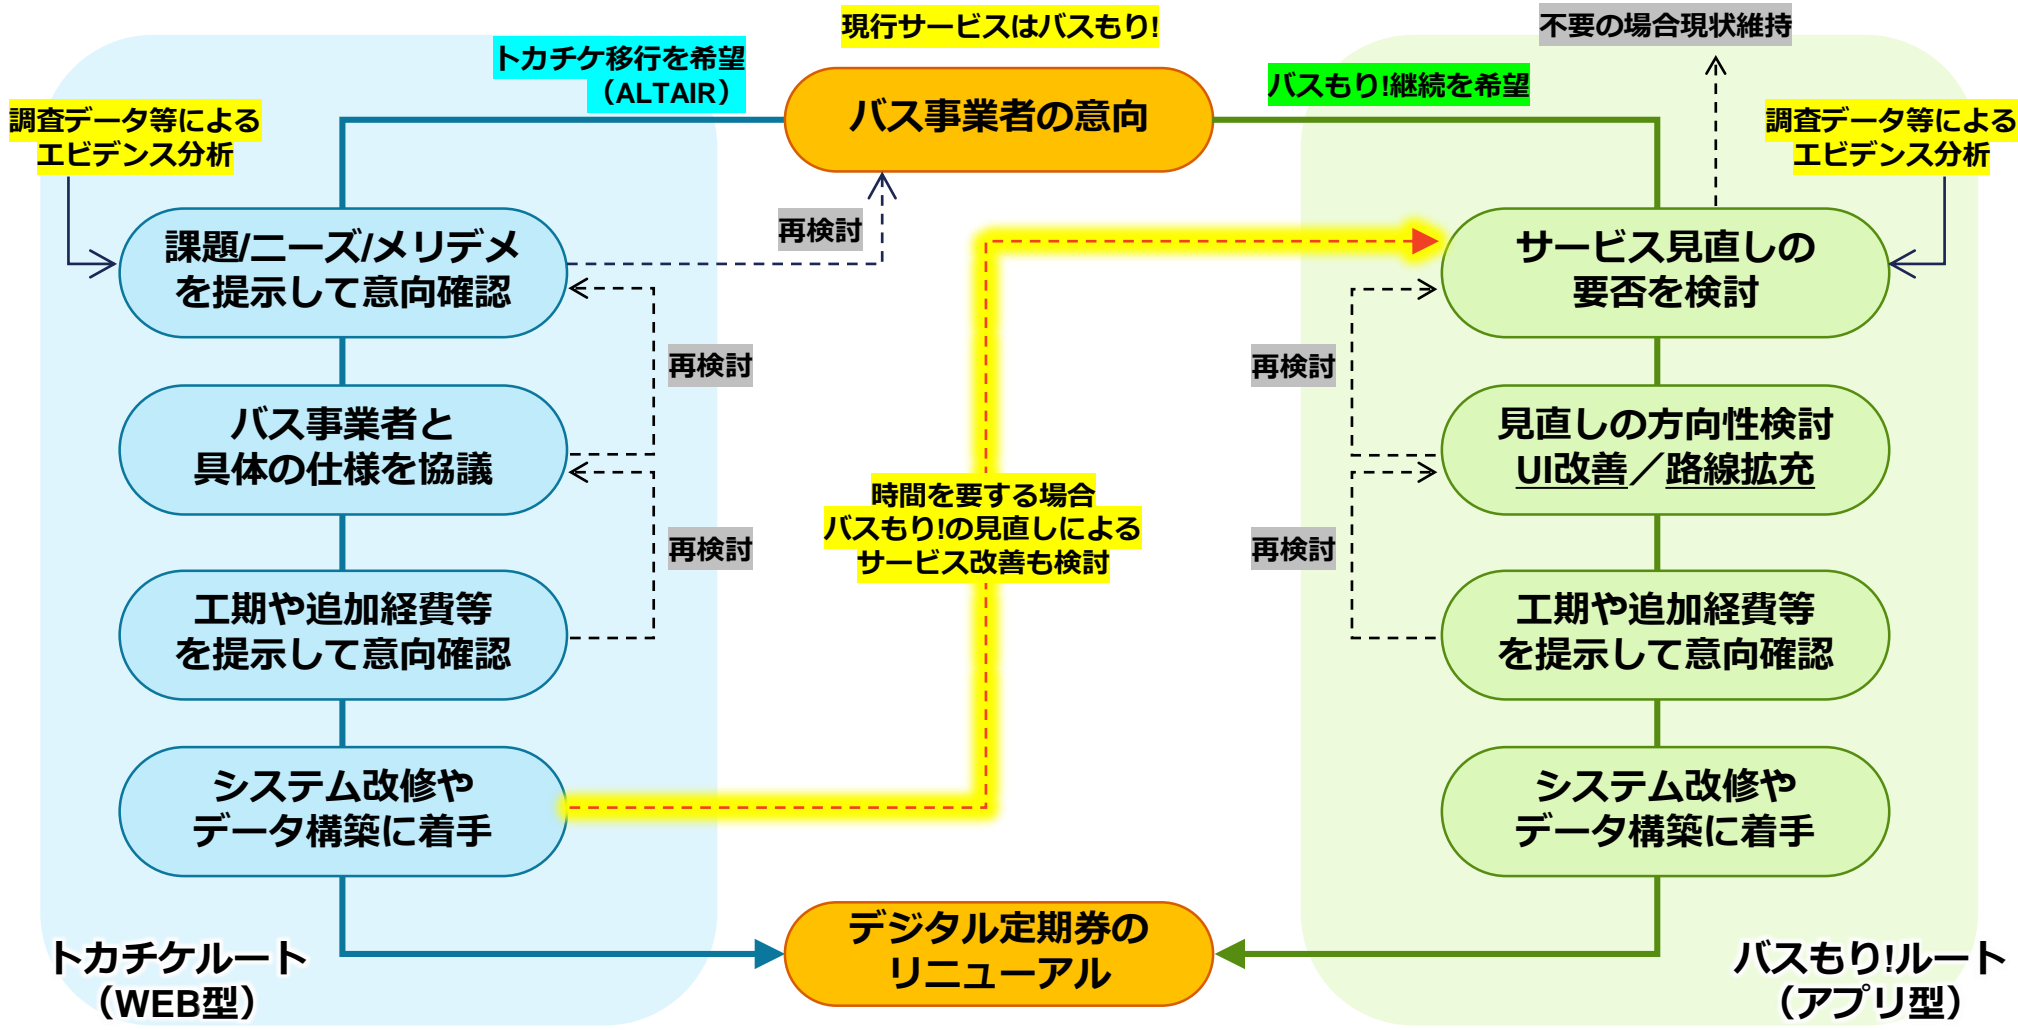 現行サービスはバスもり!
不要の場合現状維持
トカチケ移行を希望
（ALTAIR）
バス事業者の意向
バスもり!継続を希望
調査データ等による
エビデンス分析
調査データ等による
エビデンス分析
再検討
課題/ニーズ/メリデメ
を提示して意向確認
サービス見直しの
要否を検討
再検討
再検討
バス事業者と
具体の仕様を協議
見直しの方向性検討
UI改善／路線拡充
時間を要する場合
バスもり!の見直しによる
サービス改善も検討
再検討
再検討
工期や追加経費等
を提示して意向確認
工期や追加経費等
を提示して意向確認
システム改修や
データ構築に着手
システム改修や
データ構築に着手
デジタル定期券の
リニューアル
トカチケルート
（WEB型）
バスもり!ルート
（アプリ型）